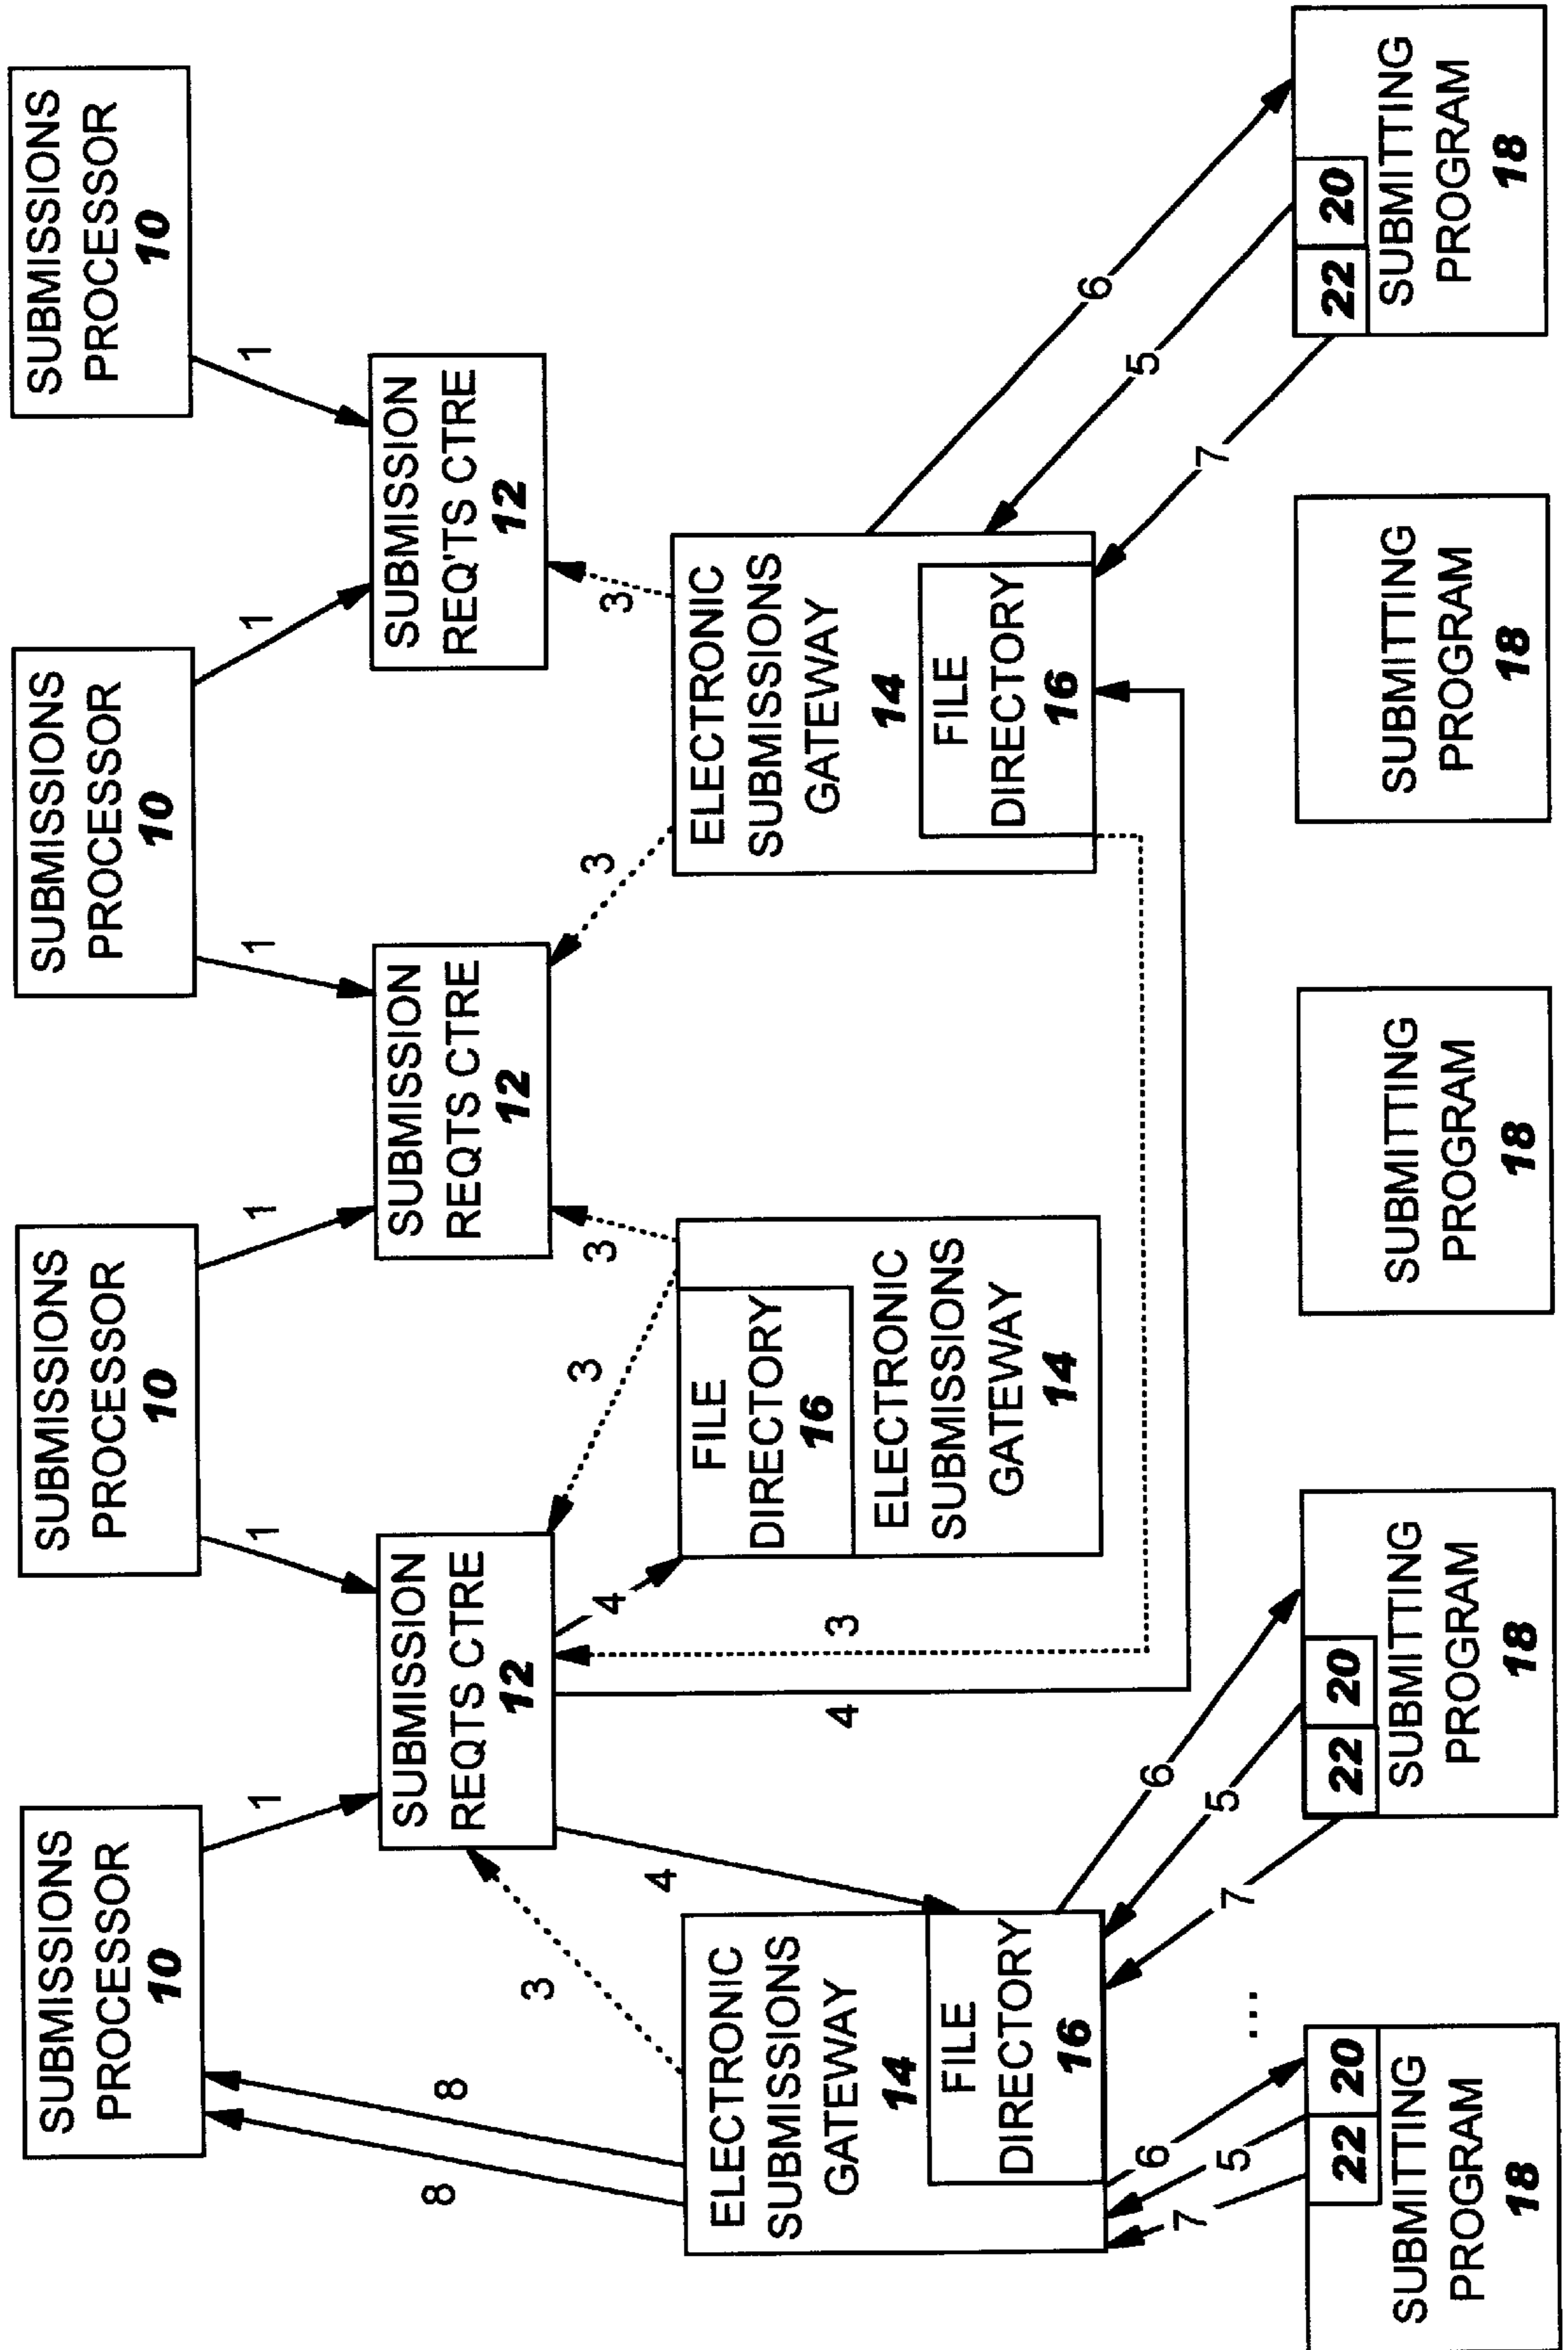 SUBMISSIONS
PROCESSOR
10
SUBMISSIONS
PROCESSOR
10
SUBMISSIONS
PROCESSOR
10
SUBMISSIONS
PROCESSOR
10
1
1
1
1
1
1
SUBMISSION
REQTS CTRE
12
SUBMISSION
REQTS CTRE
12
SUBMISSION
REQ'TS CTRE
12
8
8
3
4
4
3
3
3
3
3
4
ELECTRONIC
SUBMISSIONS
GATEWAY
14
FILE
DIRECTORY
16
FILE
DIRECTORY
16
ELECTRONIC
SUBMISSIONS
GATEWAY
14
ELECTRONIC
SUBMISSIONS
GATEWAY
14
FILE
DIRECTORY
16
7
5
6
...
7
5
6
7
5
6
22 20
SUBMITTING
PROGRAM
18
22 20
SUBMITTING
PROGRAM
18
SUBMITTING
PROGRAM
18
SUBMITTING
PROGRAM
18
22 20
SUBMITTING
PROGRAM
18